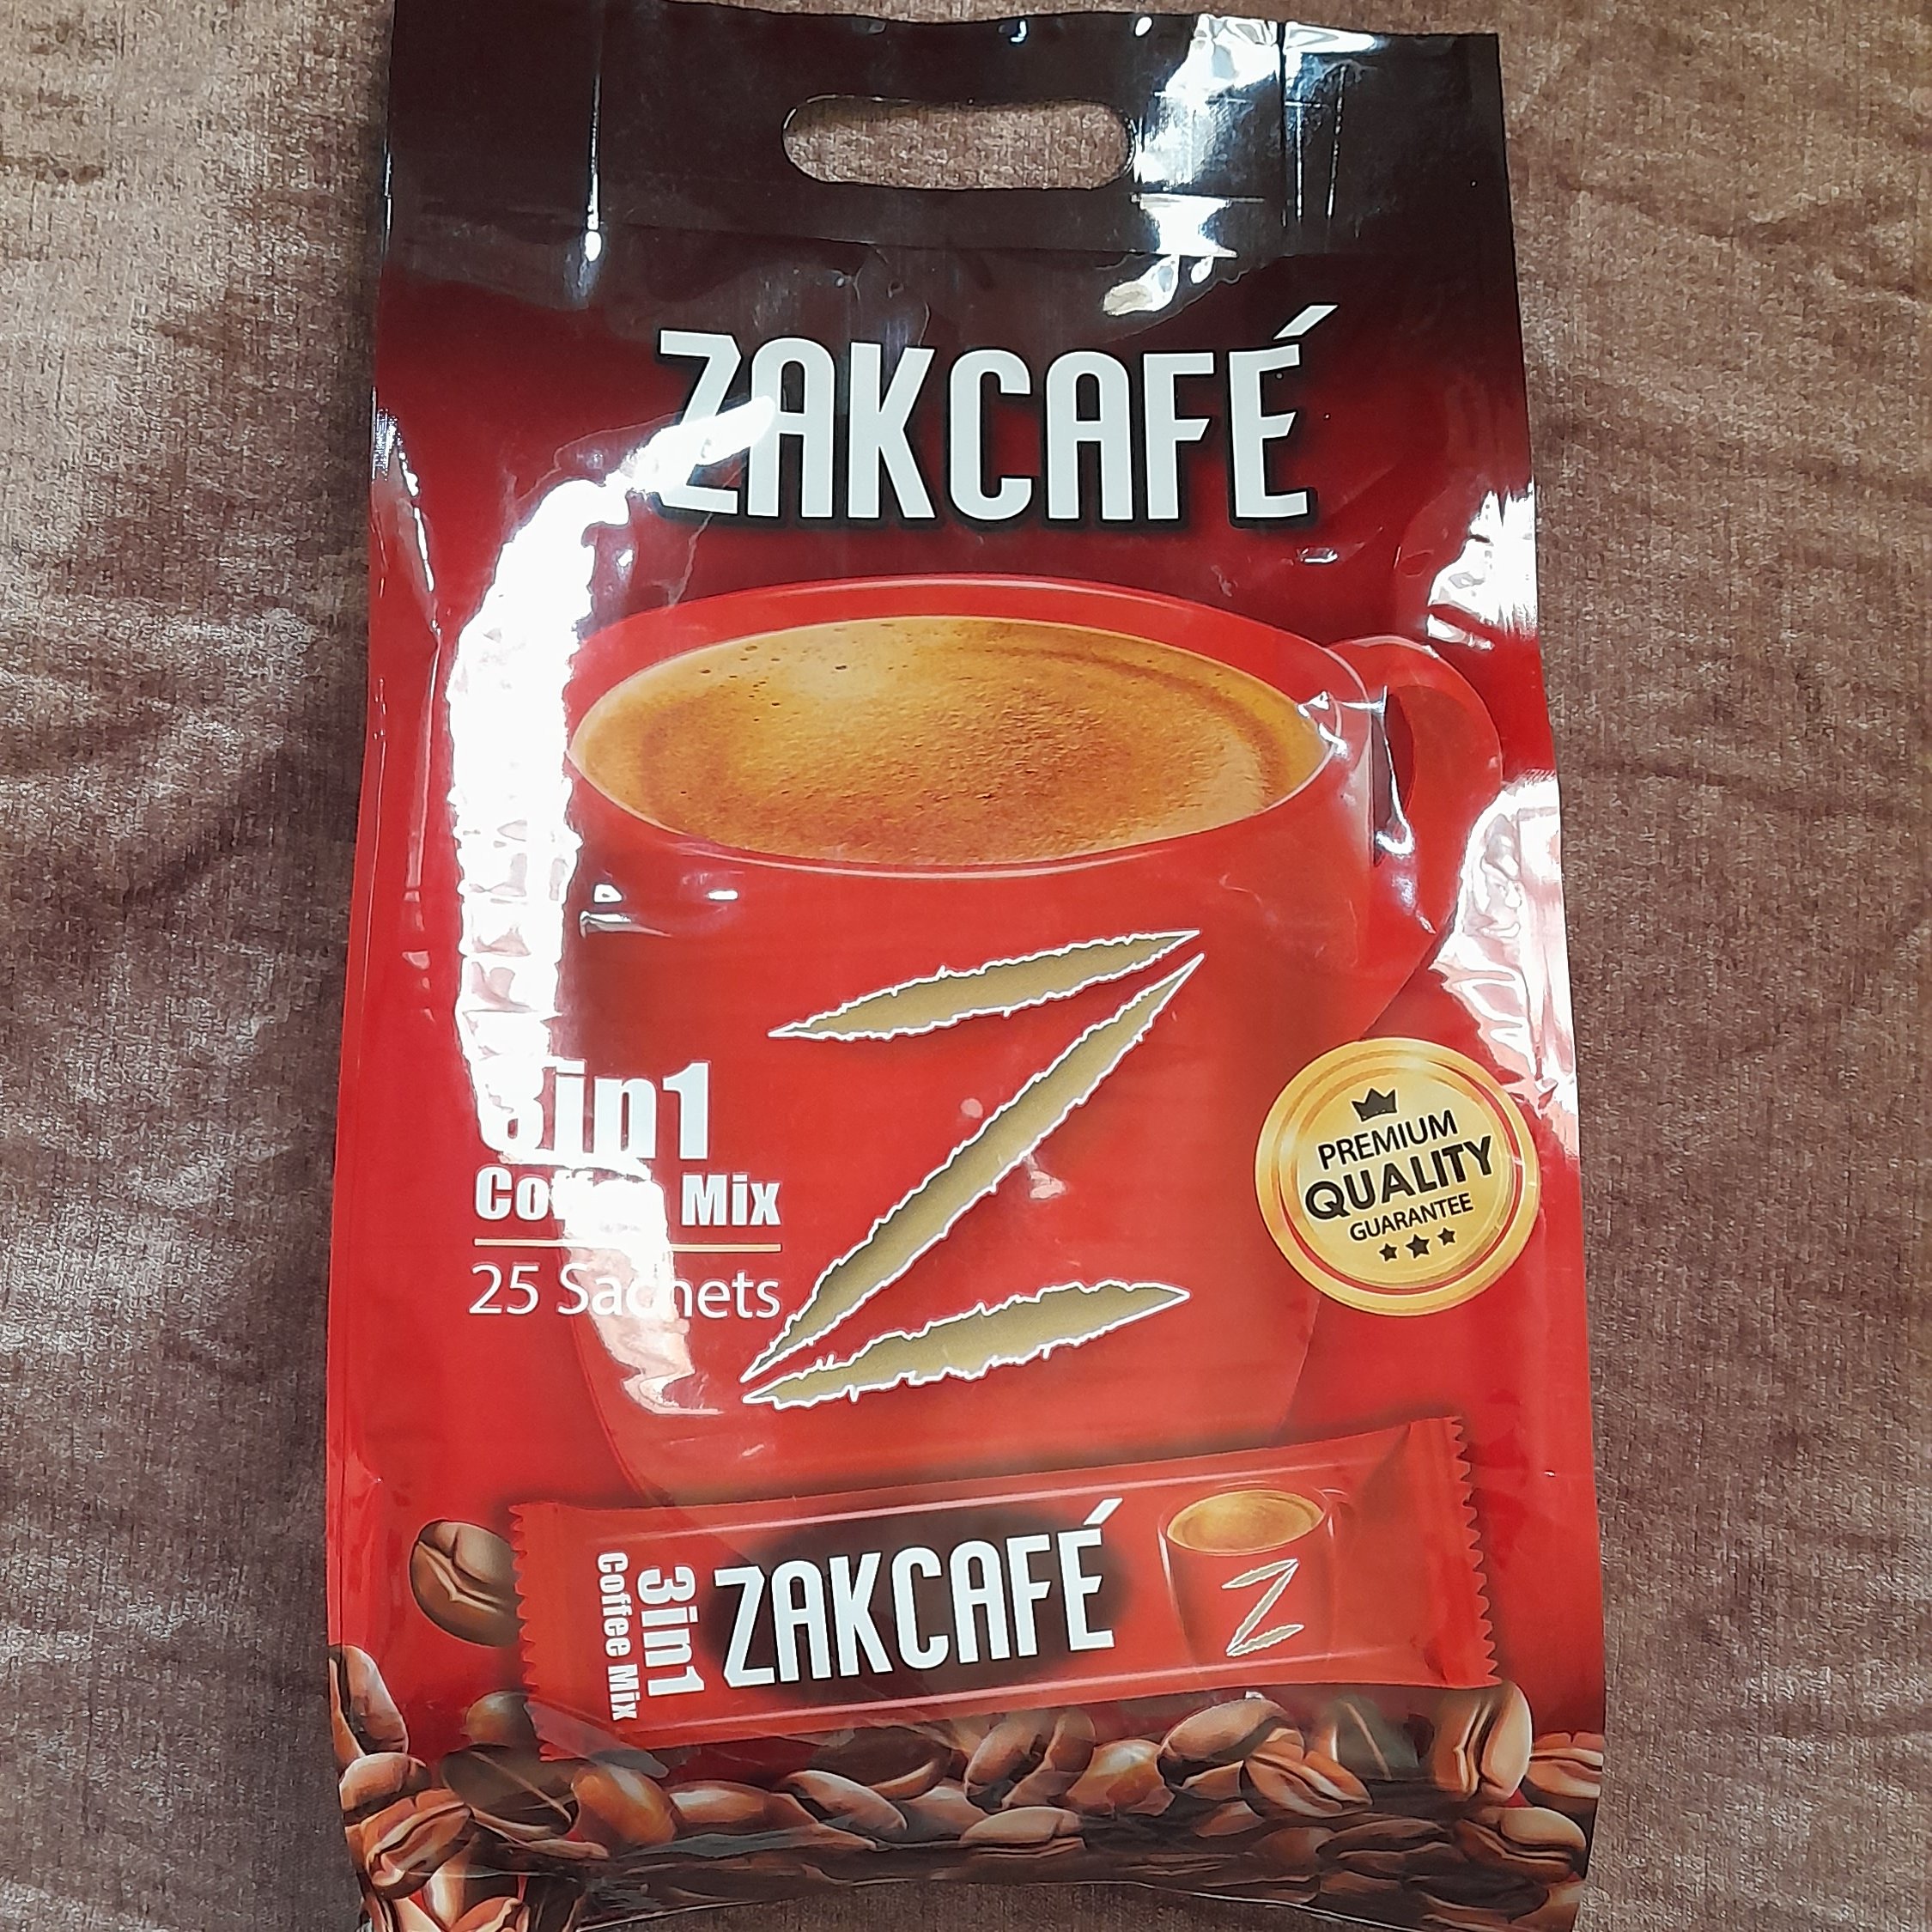 ZAKCAFÉ
3in1
Coffee Mix
25 Sachets
Z
PREMIUM
QUALITY
GUARANTEE
3in1
Coffee Mix
ZAKCAFÉ
Z